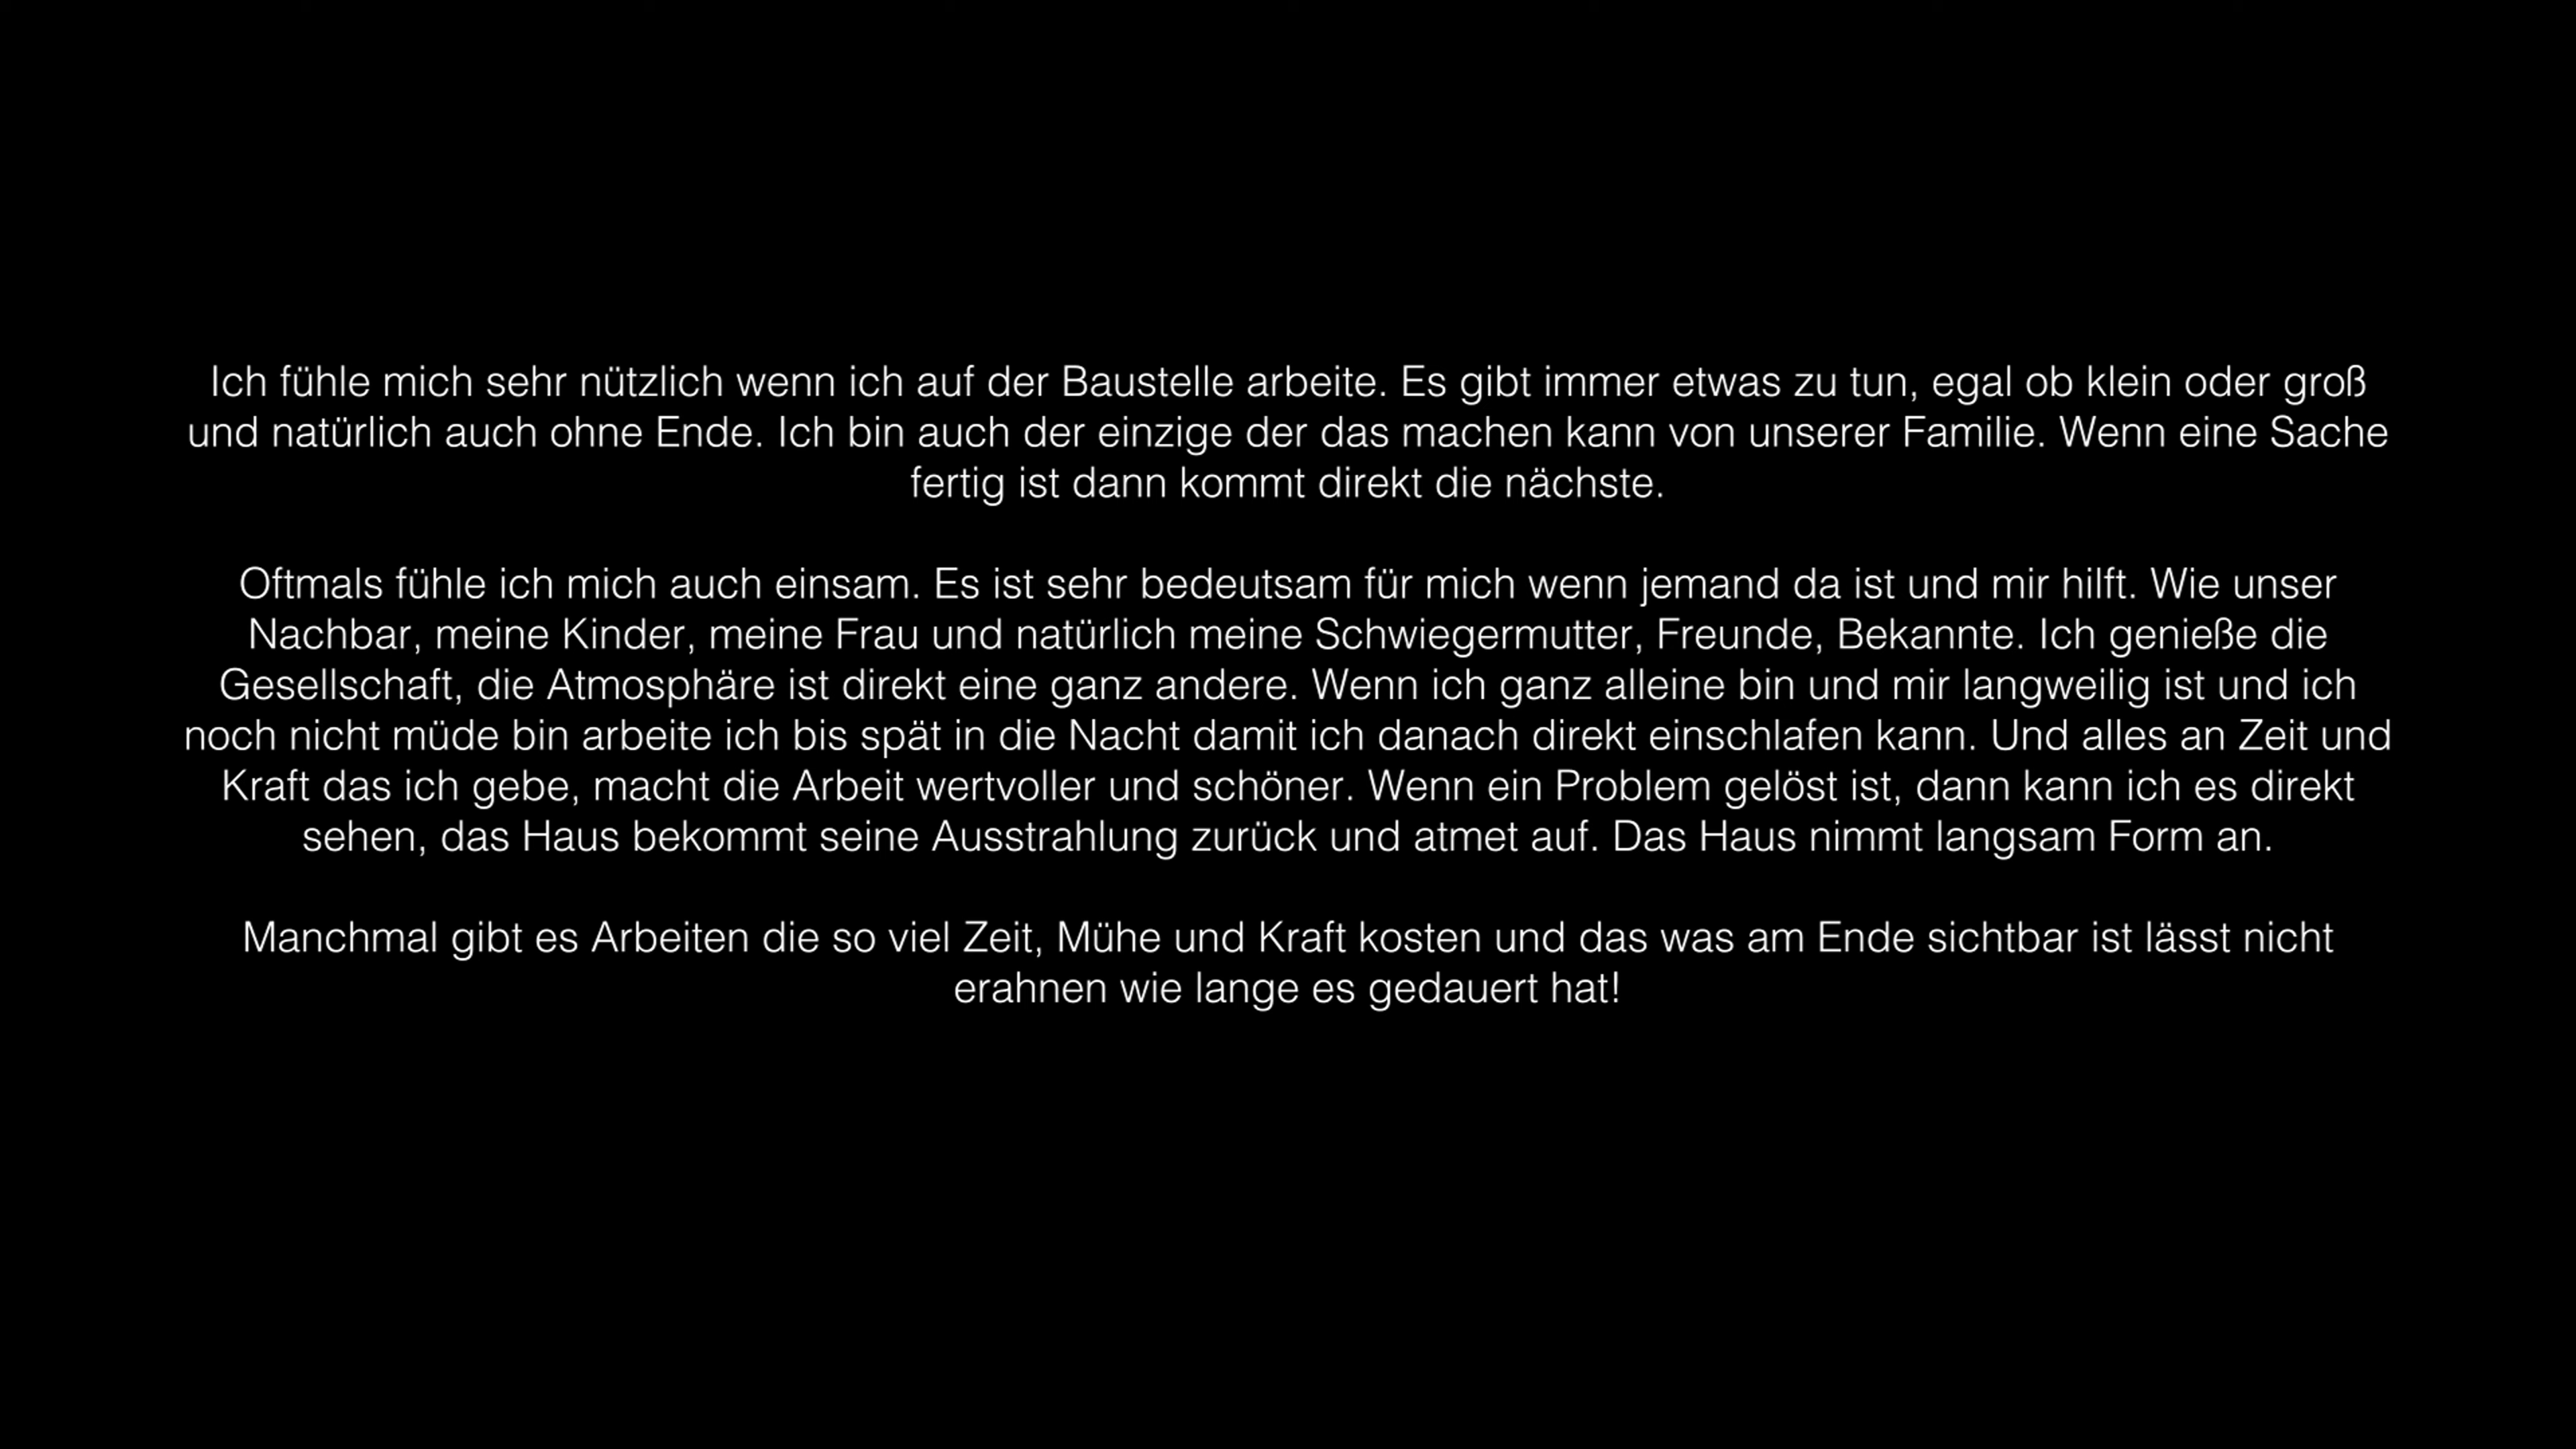 Ich fühle mich sehr nützlich wenn ich auf der Baustelle arbeite. Es gibt immer etwas zu tun, egal ob klein oder groß
und natürlich auch ohne Ende. Ich bin auch der einzige der das machen kann von unserer Familie. Wenn eine Sache
fertig ist dann kommt direkt die nächste.
Oftmals fühle ich mich auch einsam. Es ist sehr bedeutsam für mich wenn jemand da ist und mir hilft. Wie unser
Nachbar, meine Kinder, meine Frau und natürlich meine Schwiegermutter, Freunde, Bekannte. Ich genieße die
Gesellschaft, die Atmosphäre ist direkt eine ganz andere. Wenn ich ganz alleine bin und mir langweilig ist und ich
noch nicht müde bin arbeite ich bis spät in die Nacht damit ich danach direkt einschlafen kann. Und alles an Zeit und
Kraft das ich gebe, macht die Arbeit wertvoller und schöner. Wenn ein Problem gelöst ist, dann kann ich es direkt
sehen, das Haus bekommt seine Ausstrahlung zurück und atmet auf. Das Haus nimmt langsam Form an.
Manchmal gibt es Arbeiten die so viel Zeit, Mühe und Kraft kosten und das was am Ende sichtbar ist lässt nicht
erahnen wie lange es gedauert hat!